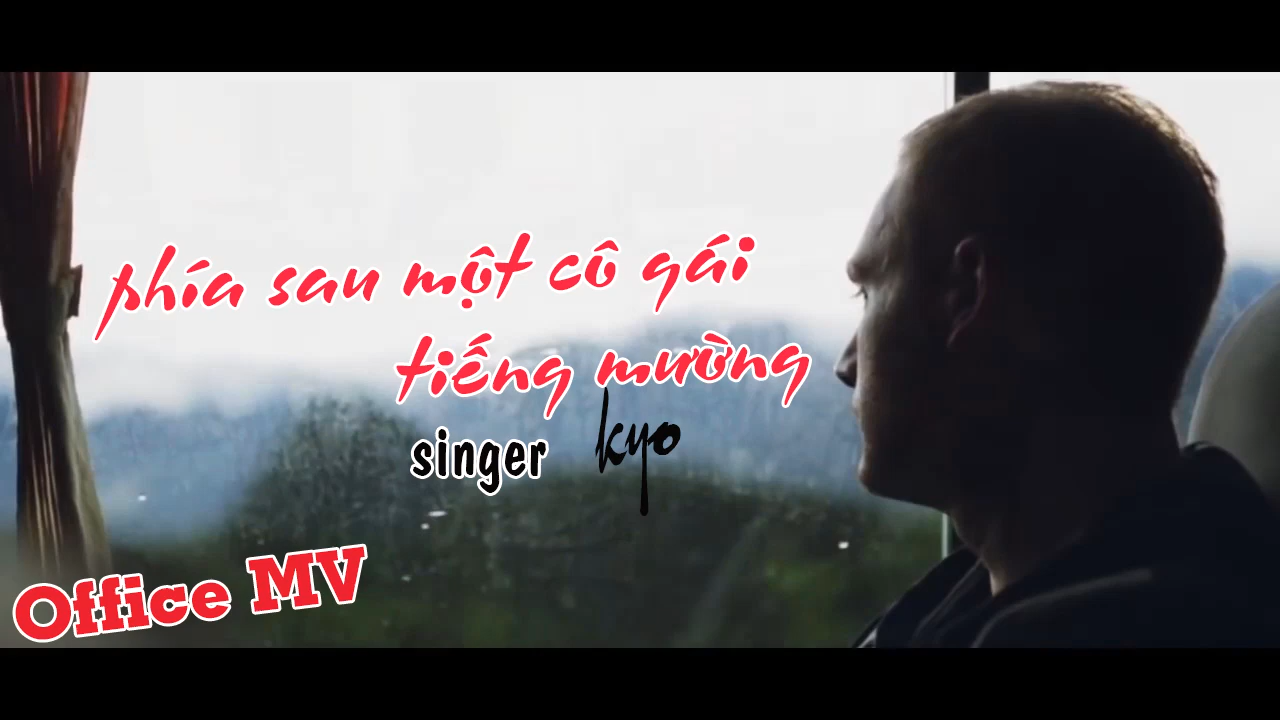 phía sau một cô gái
tiếng mường
singer kyo
Office MV